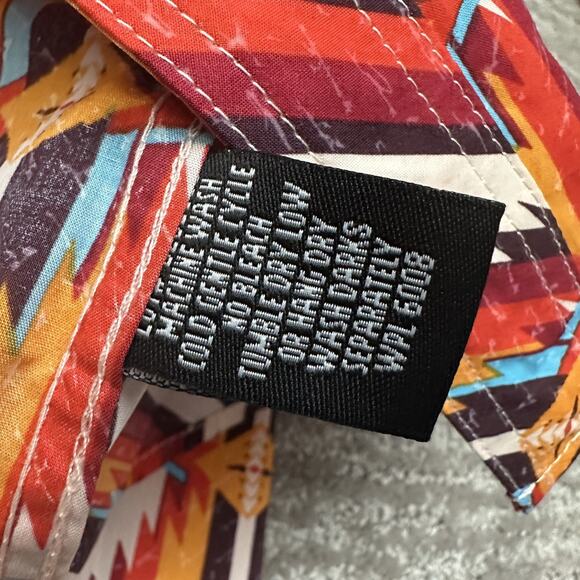 MACHINE WASH
COLD GENTLE CYCLE
NO BLEACH
TUMBLE DRY LOW
OR HANG DRY
WASH DARKS
SEPARATELY
WPL 6008